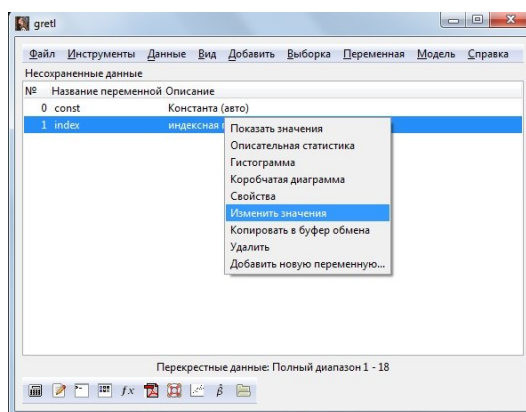 gretl
Файл Инструменты Данные Вид Добавить Выборка Переменная Модель Справка
Несохраненные данные
№ Название переменной Описание
0 const Константа (авто)
1 index индексная
Показать значения
Описательная статистика
Гистограмма
Коробчатая диаграмма
Свойства
Изменить значения
Копировать в буфер обмена
Удалить
Добавить новую переменную...
Перекрестные данные: Полный диапазон 1 - 18
fx
β̂